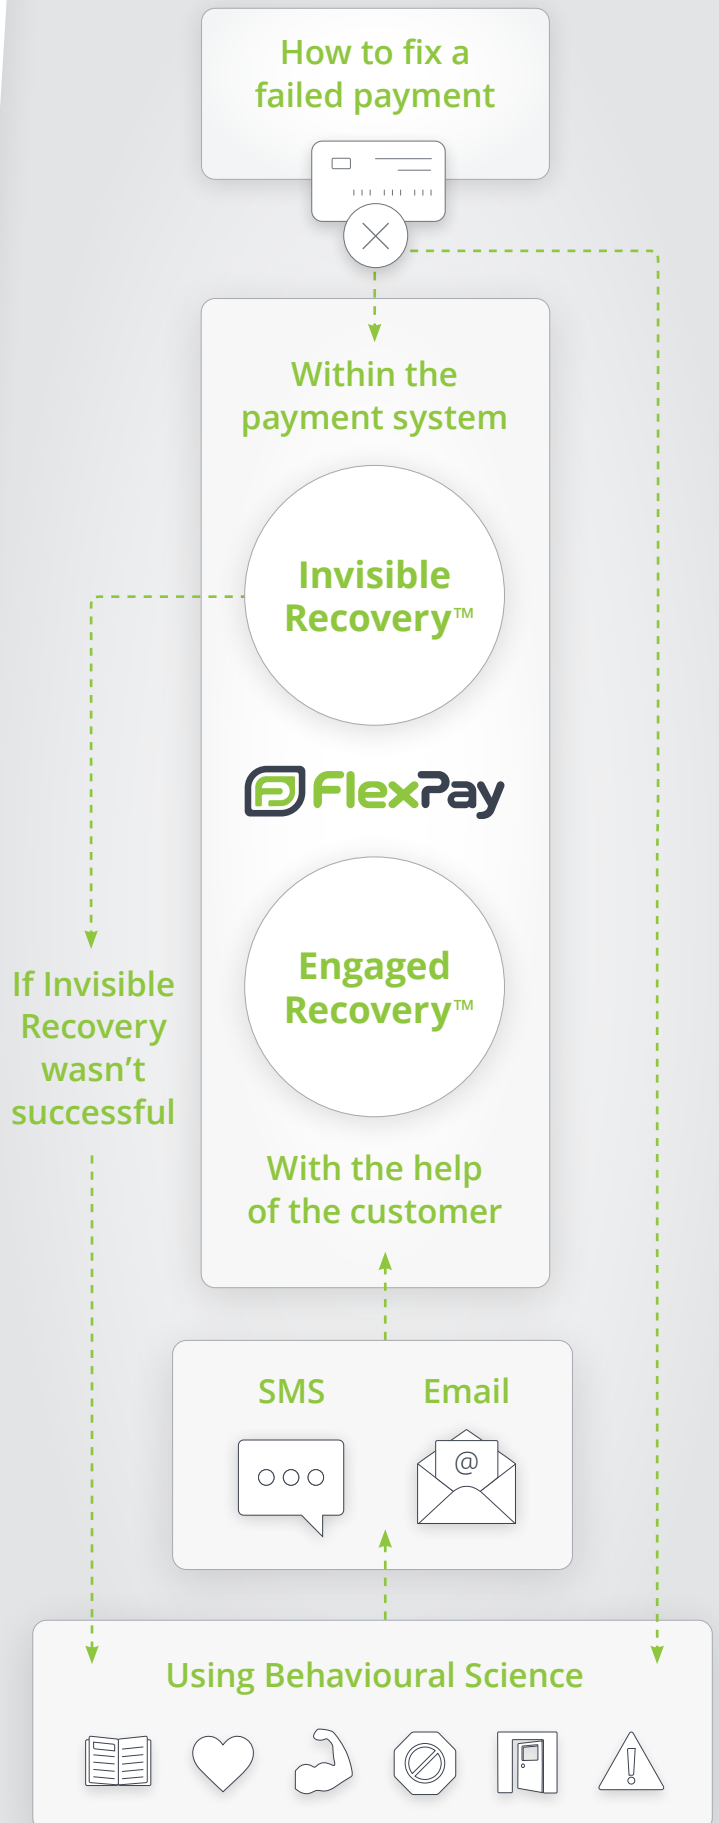 How to fix a
failed payment
Within the
payment system
Invisible
Recovery™
FlexPay
Engaged
Recovery™
If Invisible
Recovery
wasn't
successful
With the help
of the customer
SMS
Email
@
Using Behavioural Science